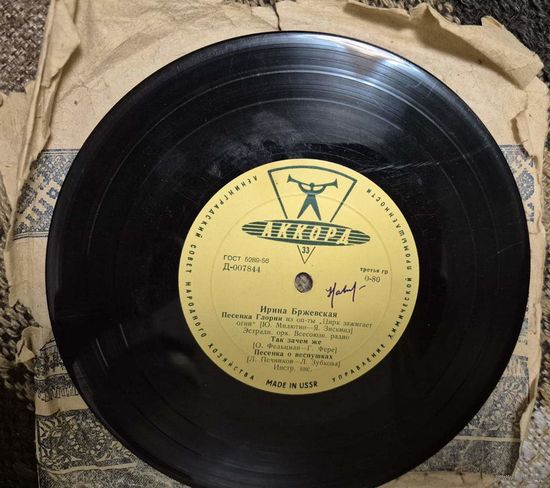 ЛЕНИНГРАДСКИЙ СОВЕТ НАРОДНОГО ХОЗЯЙСТВА
УПРАВЛЕНИЕ ХИМИЧЕСКОЙ ПРОМЫШЛЕННОСТИ
АККОРД
33
ГОСТ 5289-56
Д-007844
третья гр
0-80
Ирина Бржевская
Песенка Глории из оп-ты „Цирк зажигает
огни" [Ю. Милютин—Я. Зискинд]
Эстрадн. орк. Всесоюзн. радио
Так зачем же
[О. Фельцман—Г. Фере]
Песенка о веснушках
[Л. Печников—Л. Зубкова]
Инстр. анс.
MADE IN USSR